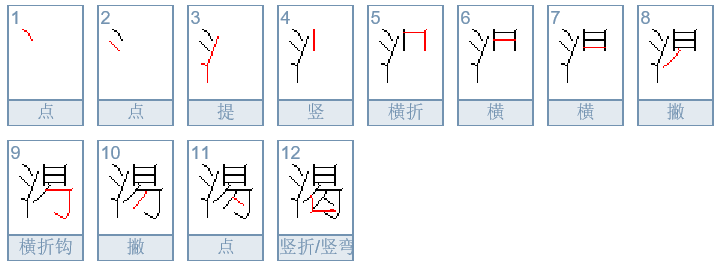 1 2 3 4 5 6 7 8
点 点 提 竖 横折 横 横 撇
9 10 11 12
横折钩 撇 点 竖折/竖弯
渴